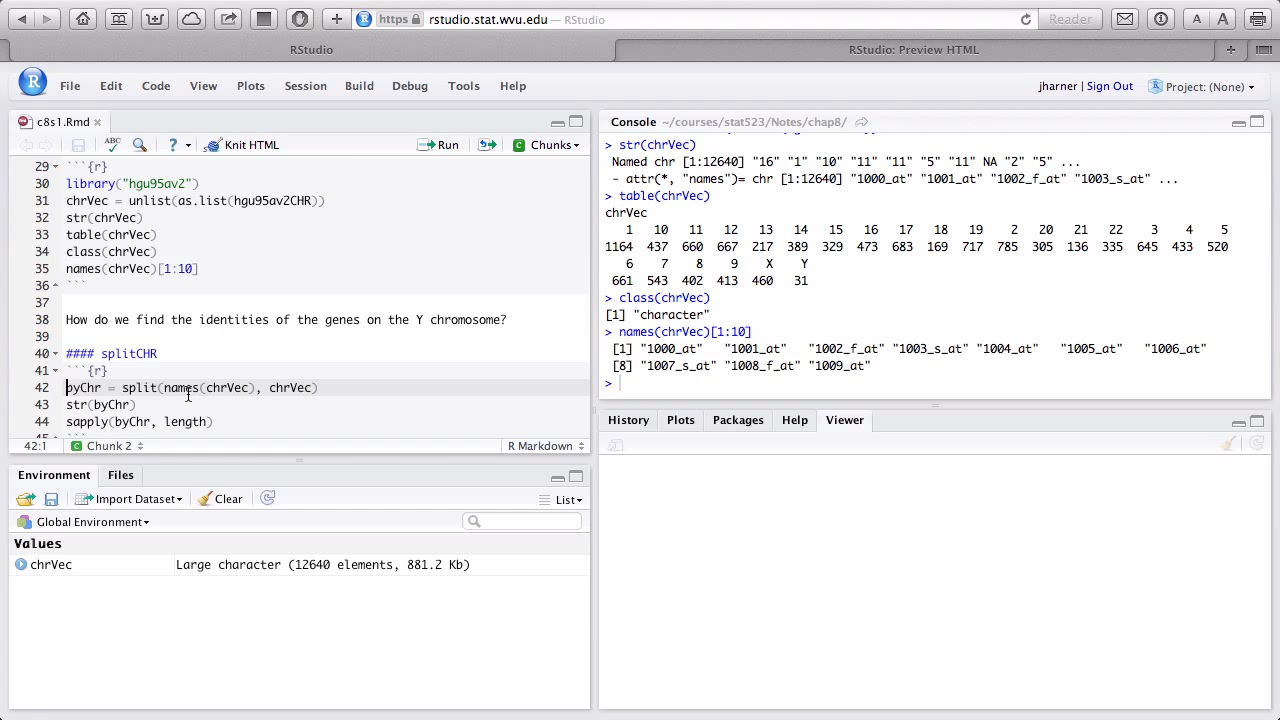 https rstudio.stat.wvu.edu — RStudio Reader A A
RStudio RStudio: Preview HTML +
R File Edit Code View Plots Session Build Debug Tools Help jharner | Sign Out R Project: (None)
c8s1.Rmd
ABC ? Knit HTML Run Chunks
29 ```{r}
30 library("hgu95av2")
31 chrVec = unlist(as.list(hgu95av2CHR))
32 str(chrVec)
33 table(chrVec)
34 class(chrVec)
35 names(chrVec)[1:10]
36 ```
37
38 How do we find the identities of the genes on the Y chromosome?
39
40 #### splitCHR
41 ```{r}
42 byChr = split(names(chrVec), chrVec)
43 str(byChr)
44 sapply(byChr, length)
45 ```
42:1 C Chunk 2 R Markdown
Console ~/courses/stat523/Notes/chap8/
> str(chrVec)
Named chr [1:12640] "16" "1" "10" "11" "11" "5" "11" NA "2" "5" ...
- attr(*, "names")= chr [1:12640] "1000_at" "1001_at" "1002_f_at" "1003_s_at" ...
> table(chrVec)
chrVec
1 10 11 12 13 14 15 16 17 18 19 2 20 21 22 3 4 5
1164 437 660 667 217 389 329 473 683 169 717 785 305 136 335 645 433 520
6 7 8 9 X Y
661 543 402 413 460 31
> class(chrVec)
[1] "character"
> names(chrVec)[1:10]
[1] "1000_at" "1001_at" "1002_f_at" "1003_s_at" "1004_at" "1005_at" "1006_at"
[8] "1007_s_at" "1008_f_at" "1009_at"
>
Environment Files
Import Dataset Clear List
Global Environment
Values
chrVec Large character (12640 elements, 881.2 Kb)
History Plots Packages Help Viewer